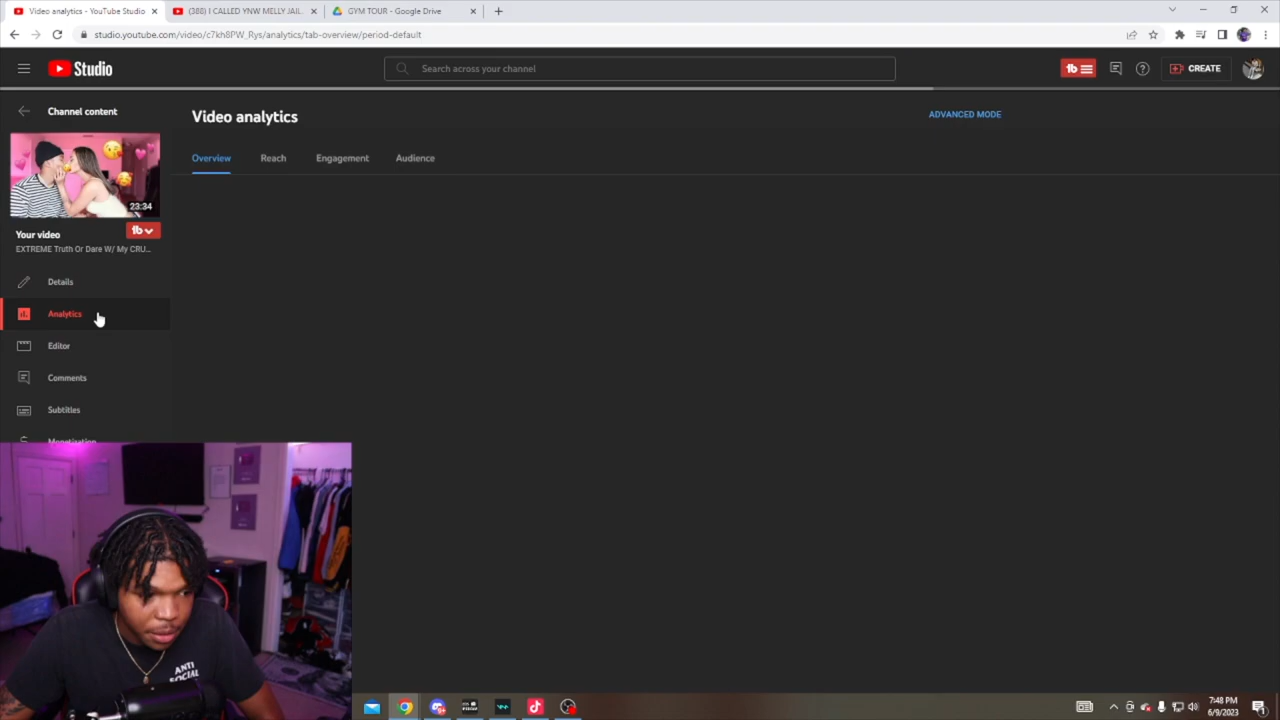 Video analytics - YouTube Studio
(388) I CALLED YNW MELLY JAIL
GYM TOUR - Google Drive
studio.youtube.com/video/c7kh8PW_Rys/analytics/tab-overview/period-default
Studio
Search across your channel
tb
CREATE
Channel content
Video analytics
ADVANCED MODE
Overview
Reach
Engagement
Audience
23:34
Your video
tb
EXTREME Truth Or Dare W/ My CRU...
Details
Analytics
Editor
Comments
Subtitles
Monetisation
ANTI
SOCIAL
7:48 PM
6/9/2023